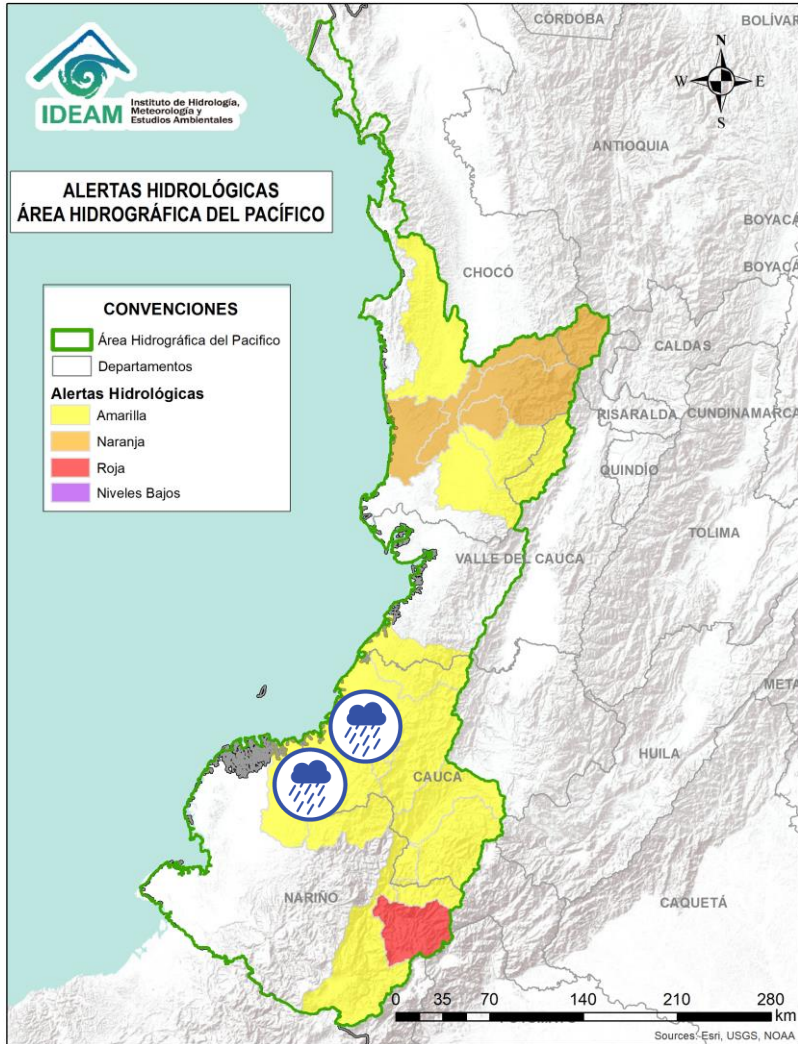 CÓRDOBA
BOLÍVAR
N
W
E
S
IDEAM
Instituto de Hidrología,
Meteorología y
Estudios Ambientales
ANTIOQUIA
ALERTAS HIDROLÓGICAS
ÁREA HIDROGRÁFICA DEL PACÍFICO
BOYACÁ
CHOCÓ
BOYACÁ
CONVENCIONES
Área Hidrográfica del Pacifico
Departamentos
Alertas Hidrológicas
Amarilla
Naranja
Roja
Niveles Bajos
CALDAS
RISARALDA
CUNDINAMARCA
QUINDÍO
TOLIMA
VALLE DEL CAUCA
META
HUILA
CAUCA
NARIÑO
CAQUETÁ
0 35 70 140 210 280
km
Sources: Esri, USGS, NOAA